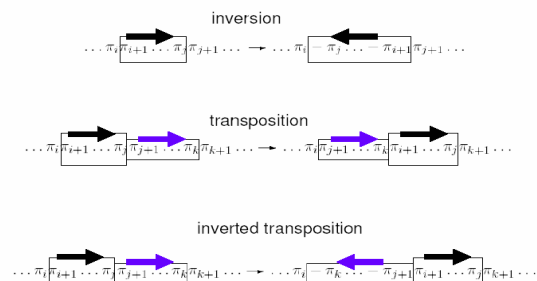 inversion
… π_i π_{i+1} … π_j π_{j+1} … → … π_i − π_j … − π_{i+1} π_{j+1} …
transposition
… π_i π_{i+1} … π_j π_{j+1} … π_k π_{k+1} … → … π_i π_{j+1} … π_k π_{i+1} … π_j π_{k+1} …
inverted transposition
… π_i π_{i+1} … π_j π_{j+1} … π_k π_{k+1} … → … π_i − π_k … − π_{j+1} π_{i+1} … π_j π_{k+1} …